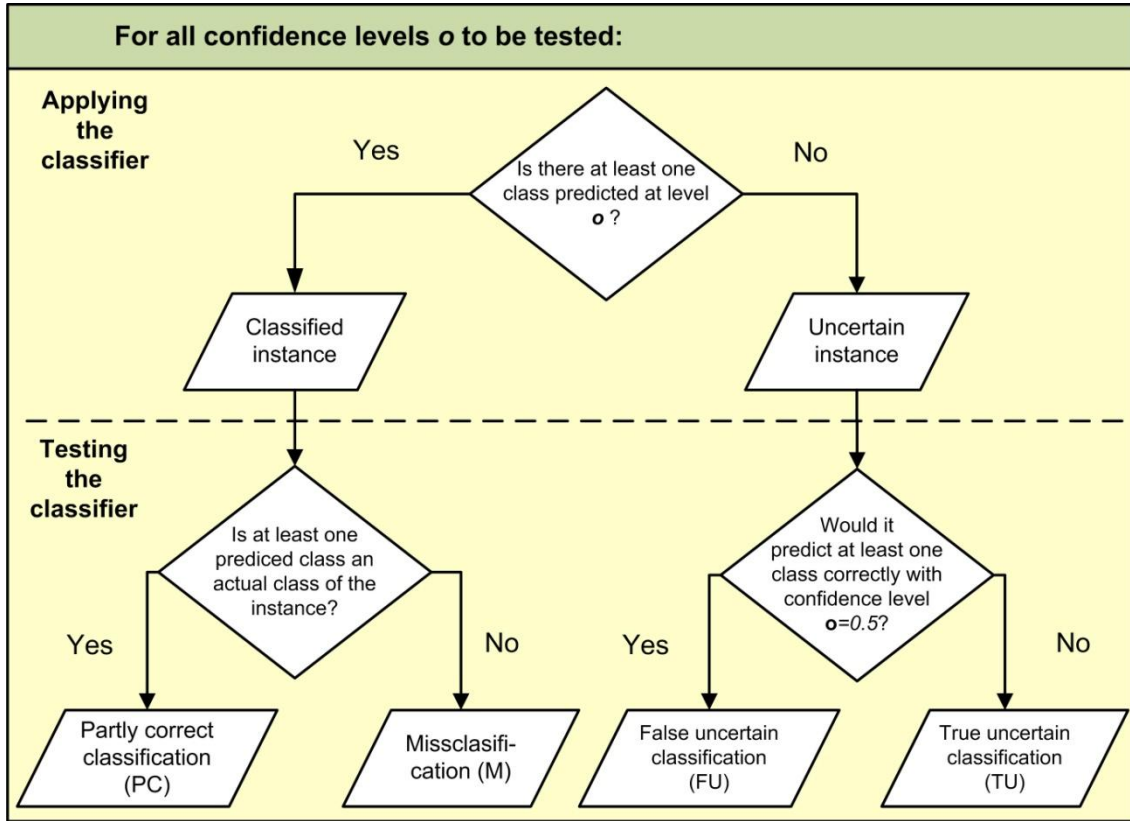 For all confidence levels o to be tested:
Applying
the
classifier
Yes
No
Is there at least one
class predicted at level
o ?
Classified
instance
Uncertain
instance
Testing
the
classifier
Is at least one
prediced class an
actual class of the
instance?
Would it
predict at least one
class correctly with
confidence level
o=0.5?
Yes
No
Yes
No
Partly correct
classification
(PC)
Missclasifi-
cation (M)
False uncertain
classification
(FU)
True uncertain
classification
(TU)